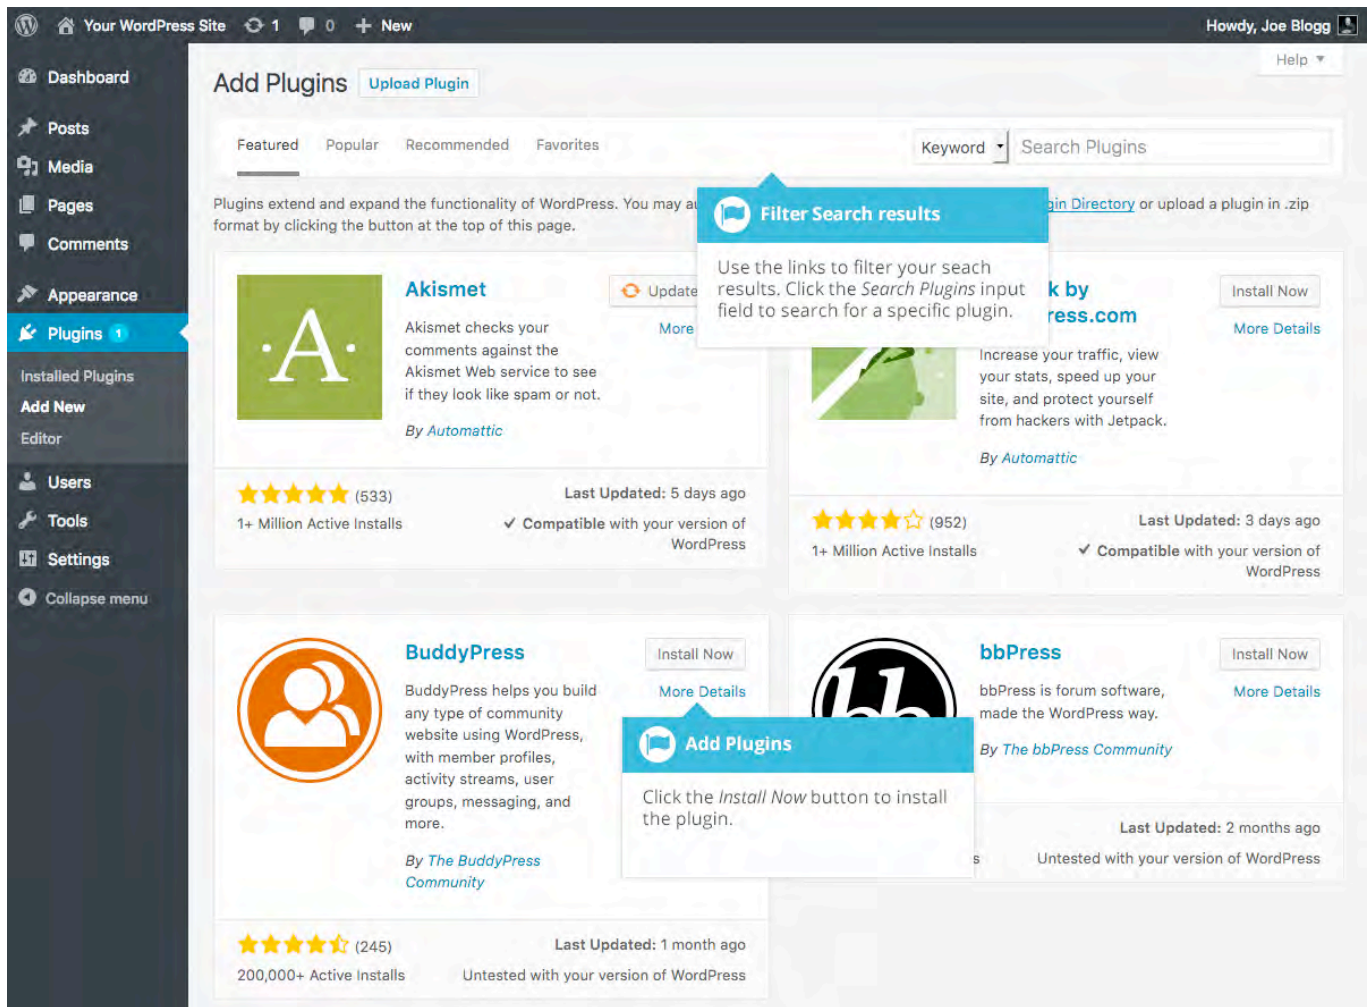 Your WordPress Site 1 0 + New
Howdy, Joe Blogg
Help
Dashboard
Posts
Media
Pages
Comments
Appearance
Plugins 1
Installed Plugins
Add New
Editor
Users
Tools
Settings
Collapse menu
Add Plugins Upload Plugin
Featured Popular Recommended Favorites
Keyword Search Plugins
Plugins extend and expand the functionality of WordPress. You may
Directory or upload a plugin in .zip
format by clicking the button at the top of this page.
Filter Search results
Use the links to filter your seach
results. Click the Search Plugins input
field to search for a specific plugin.
A
Akismet
Update
More
Akismet checks your
comments against the
Akismet Web service to see
if they look like spam or not.
By Automattic
(533)
Last Updated: 5 days ago
1+ Million Active Installs
Compatible with your version of
WordPress
by
Install Now
More Details
Increase your traffic, view
your stats, speed up your
site, and protect yourself
from hackers with Jetpack.
By Automattic
(952)
Last Updated: 3 days ago
1+ Million Active Installs
Compatible with your version of
WordPress
BuddyPress
Install Now
More Details
BuddyPress helps you build
any type of community
website using WordPress,
with member profiles,
activity streams, user
groups, messaging, and
more.
By The BuddyPress
Community
(245)
Last Updated: 1 month ago
200,000+ Active Installs
Untested with your version of WordPress
Add Plugins
Click the Install Now button to install
the plugin.
bb
bbPress
Install Now
More Details
bbPress is forum software,
made the WordPress way.
By The bbPress Community
Last Updated: 2 months ago
Untested with your version of WordPress